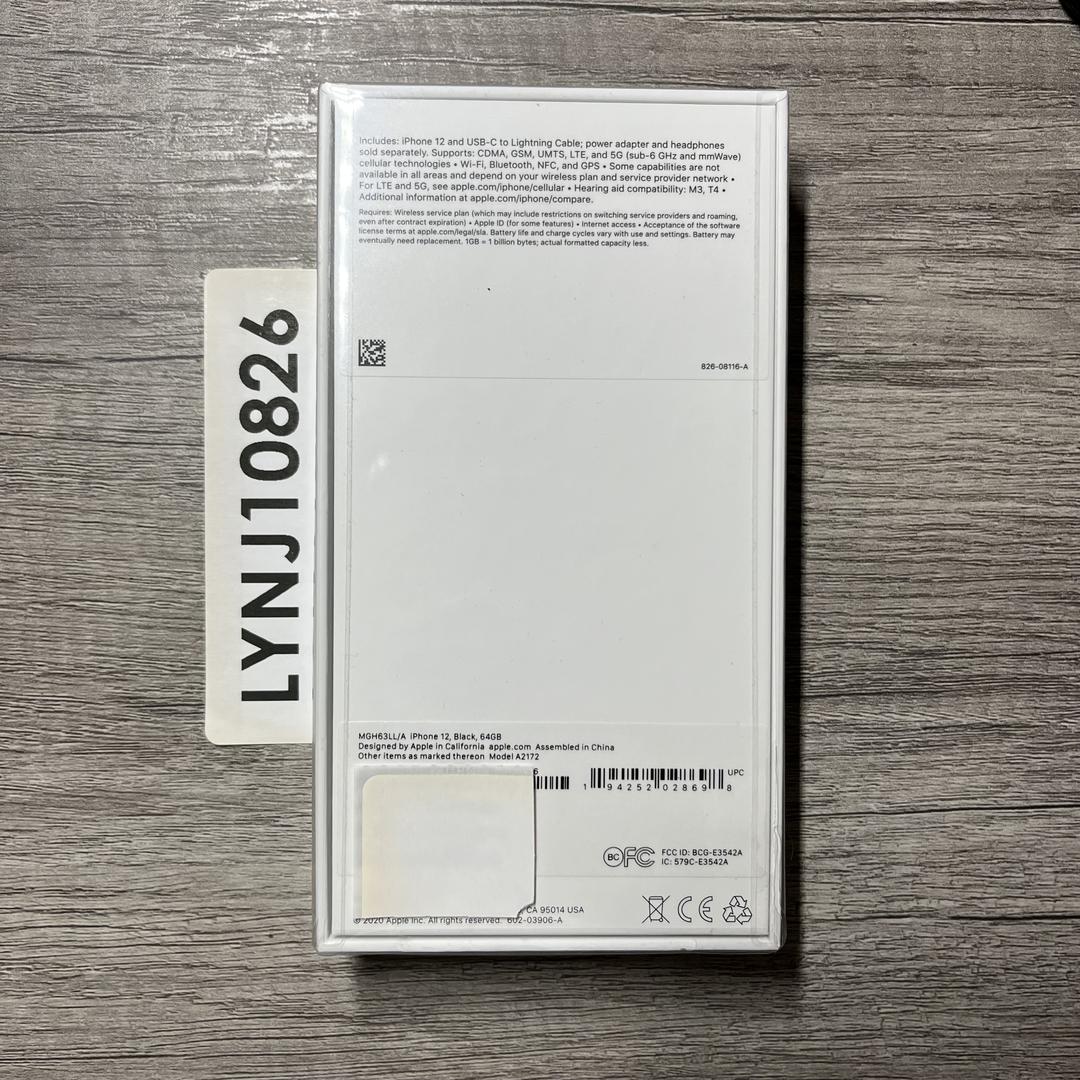 Includes: iPhone 12 and USB-C to Lightning Cable; power adapter and headphones
sold separately. Supports: CDMA, GSM, UMTS, LTE, and 5G (sub-6 GHz and mmWave)
cellular technologies • Wi-Fi, Bluetooth, NFC, and GPS • Some capabilities are not
available in all areas and depend on your wireless plan and service provider network •
For LTE and 5G, see apple.com/iphone/cellular • Hearing aid compatibility: M3, T4 •
Additional information at apple.com/iphone/compare.
Requires: Wireless service plan (which may include restrictions on switching service providers and roaming,
even after contract expiration) • Apple ID (for some features) • Internet access • Acceptance of the software
license terms at apple.com/legal/sla. Battery life and charge cycles vary with use and settings. Battery may
eventually need replacement. 1GB = 1 billion bytes; actual formatted capacity less.
826-08116-A
LYNJ10826
MGH63LL/A iPhone 12, Black, 64GB
Designed by Apple in California apple.com Assembled in China
Other items as marked thereon Model A2172
6
UPC
1 94252 02869 8
BC FC FCC ID: BCG-E3542A
IC: 579C-E3542A
CA 95014 USA
© 2020 Apple Inc. All rights reserved. 602-03906-A
CE